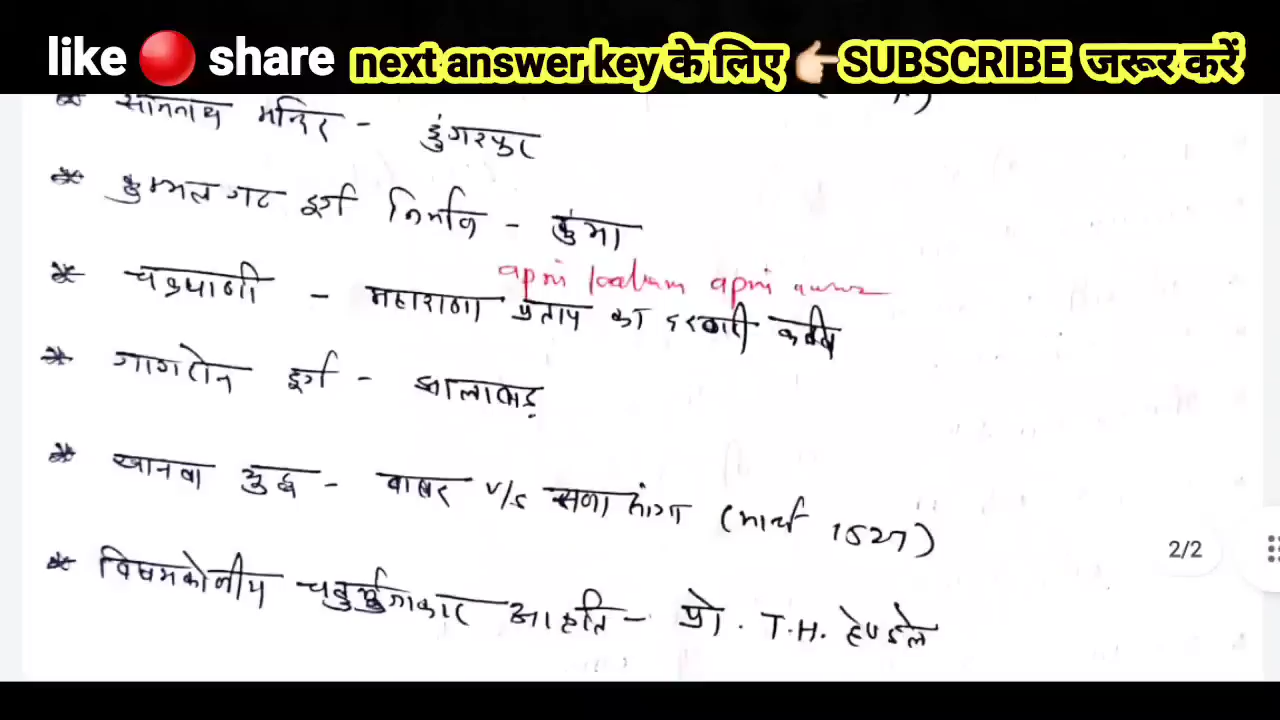 like 🔴 share next answer key के लिए 👉🏻SUBSCRIBE जरूर करें
* सोमनाथ मन्दिर - डुंगरपुर
* कुम्भलगढ दुर्ग निर्माण - कुंभा
apni kalam apni
* चक्रपाणी - महाराणा प्रताप का दरबारी कवि
* गागरोन दुर्ग - झालावाड़
* खानवा युद्ध - बाबर v/s राणा सांगा (मार्च 1527)
2/2
* विषमकोणीय चतुर्भुजाकार आकृति - प्रो. T.H. हेण्डले